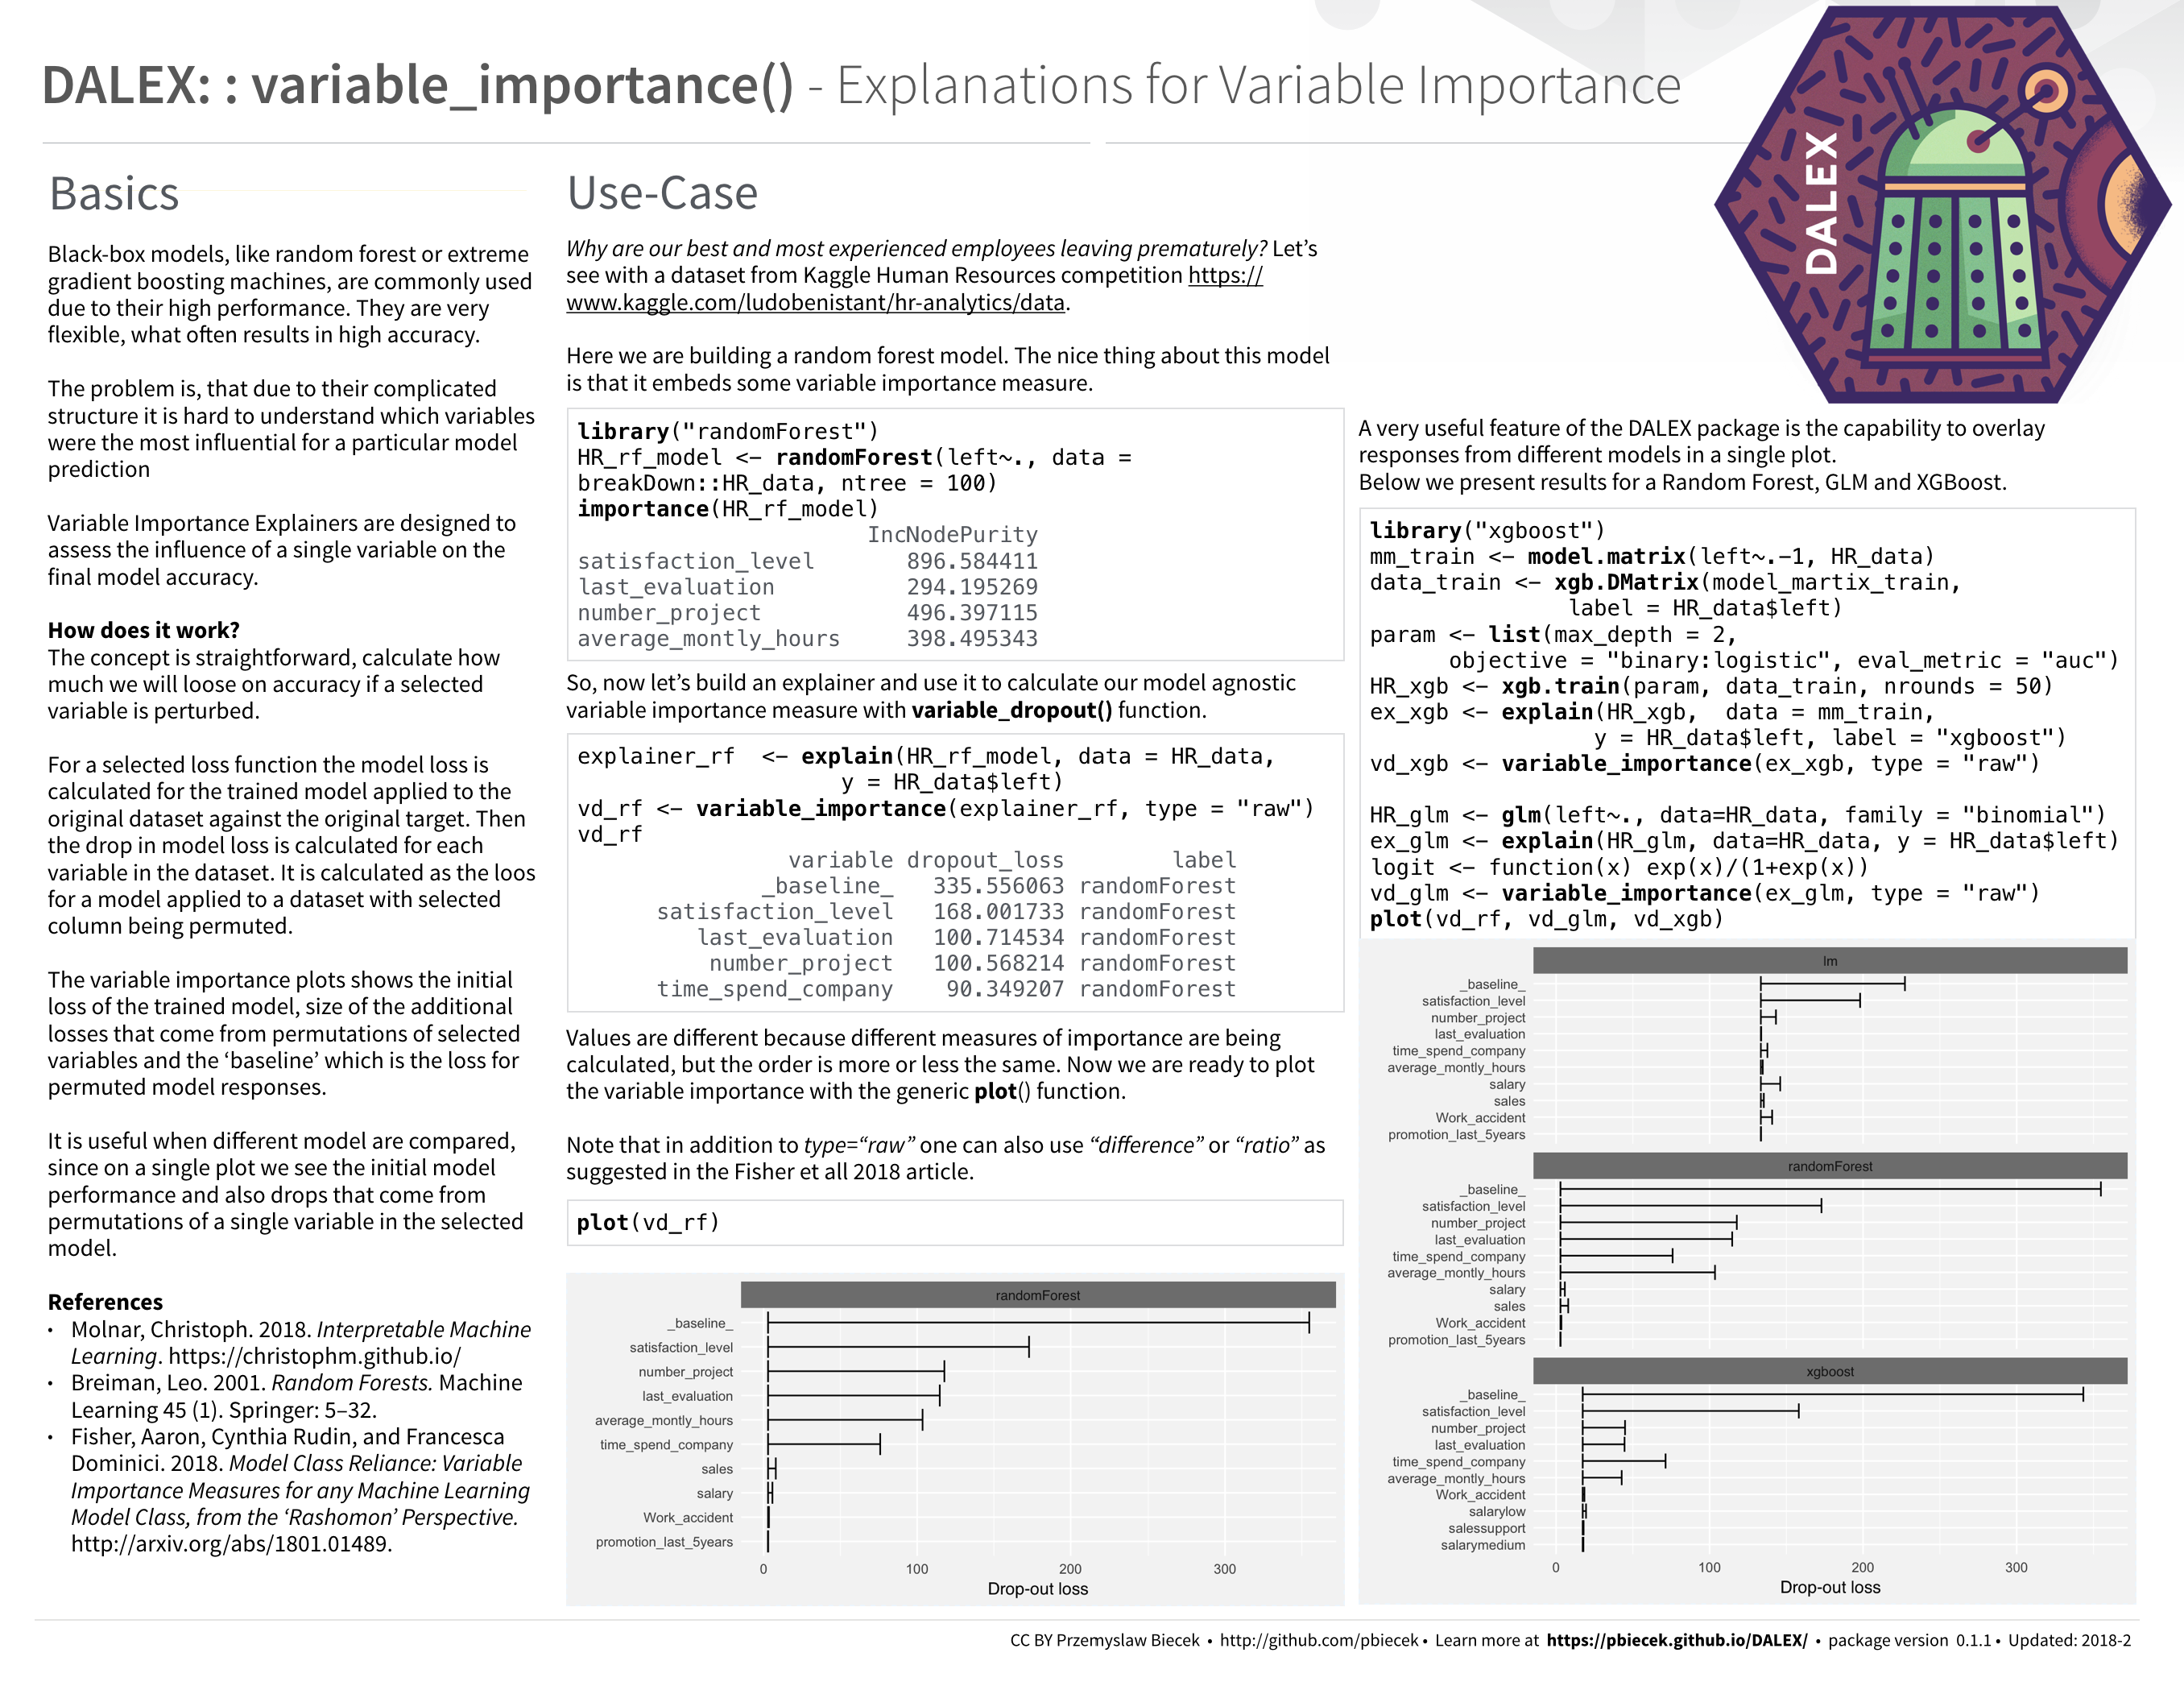 DALEX: : variable_importance() - Explanations for Variable Importance
DALEX
Basics
Black-box models, like random forest or extreme
gradient boosting machines, are commonly used
due to their high performance. They are very
flexible, what often results in high accuracy.
The problem is, that due to their complicated
structure it is hard to understand which variables
were the most influential for a particular model
prediction
Variable Importance Explainers are designed to
assess the influence of a single variable on the
final model accuracy.
How does it work?
The concept is straightforward, calculate how
much we will loose on accuracy if a selected
variable is perturbed.
For a selected loss function the model loss is
calculated for the trained model applied to the
original dataset against the original target. Then
the drop in model loss is calculated for each
variable in the dataset. It is calculated as the loos
for a model applied to a dataset with selected
column being permuted.
The variable importance plots shows the initial
loss of the trained model, size of the additional
losses that come from permutations of selected
variables and the ‘baseline’ which is the loss for
permuted model responses.
It is useful when different model are compared,
since on a single plot we see the initial model
performance and also drops that come from
permutations of a single variable in the selected
model.
References
• Molnar, Christoph. 2018. Interpretable Machine
Learning. https://christophm.github.io/
• Breiman, Leo. 2001. Random Forests. Machine
Learning 45 (1). Springer: 5–32.
• Fisher, Aaron, Cynthia Rudin, and Francesca
Dominici. 2018. Model Class Reliance: Variable
Importance Measures for any Machine Learning
Model Class, from the ‘Rashomon’ Perspective.
http://arxiv.org/abs/1801.01489.
Use-Case
Why are our best and most experienced employees leaving prematurely? Let’s
see with a dataset from Kaggle Human Resources competition https://
www.kaggle.com/ludobenistant/hr-analytics/data.
Here we are building a random forest model. The nice thing about this model
is that it embeds some variable importance measure.
library("randomForest")
HR_rf_model <- randomForest(left~., data =
breakDown::HR_data, ntree = 100)
importance(HR_rf_model)
IncNodePurity
satisfaction_level 896.584411
last_evaluation 294.195269
number_project 496.397115
average_montly_hours 398.495343
So, now let’s build an explainer and use it to calculate our model agnostic
variable importance measure with variable_dropout() function.
explainer_rf <- explain(HR_rf_model, data = HR_data,
y = HR_data$left)
vd_rf <- variable_importance(explainer_rf, type = "raw")
vd_rf
variable dropout_loss label
_baseline_ 335.556063 randomForest
satisfaction_level 168.001733 randomForest
last_evaluation 100.714534 randomForest
number_project 100.568214 randomForest
time_spend_company 90.349207 randomForest
Values are different because different measures of importance are being
calculated, but the order is more or less the same. Now we are ready to plot
the variable importance with the generic plot() function.
Note that in addition to type=“raw” one can also use “difference” or “ratio” as
suggested in the Fisher et all 2018 article.
plot(vd_rf)
randomForest
_baseline_
satisfaction_level
number_project
last_evaluation
average_montly_hours
time_spend_company
sales
salary
Work_accident
promotion_last_5years
0 100 200 300
Drop-out loss
A very useful feature of the DALEX package is the capability to overlay
responses from different models in a single plot.
Below we present results for a Random Forest, GLM and XGBoost.
library("xgboost")
mm_train <- model.matrix(left~.-1, HR_data)
data_train <- xgb.DMatrix(model_martix_train,
label = HR_data$left)
param <- list(max_depth = 2,
objective = "binary:logistic", eval_metric = "auc")
HR_xgb <- xgb.train(param, data_train, nrounds = 50)
ex_xgb <- explain(HR_xgb, data = mm_train,
y = HR_data$left, label = "xgboost")
vd_xgb <- variable_importance(ex_xgb, type = "raw")
HR_glm <- glm(left~., data=HR_data, family = "binomial")
ex_glm <- explain(HR_glm, data=HR_data, y = HR_data$left)
logit <- function(x) exp(x)/(1+exp(x))
vd_glm <- variable_importance(ex_glm, type = "raw")
plot(vd_rf, vd_glm, vd_xgb)
lm
_baseline_
satisfaction_level
number_project
last_evaluation
time_spend_company
average_montly_hours
salary
sales
Work_accident
promotion_last_5years
randomForest
_baseline_
satisfaction_level
number_project
last_evaluation
time_spend_company
average_montly_hours
salary
sales
Work_accident
promotion_last_5years
xgboost
_baseline_
satisfaction_level
number_project
last_evaluation
time_spend_company
average_montly_hours
Work_accident
salarylow
salessupport
salarymedium
0 100 200 300
Drop-out loss
CC BY Przemyslaw Biecek • http://github.com/pbiecek • Learn more at https://pbiecek.github.io/DALEX/ • package version 0.1.1 • Updated: 2018-2